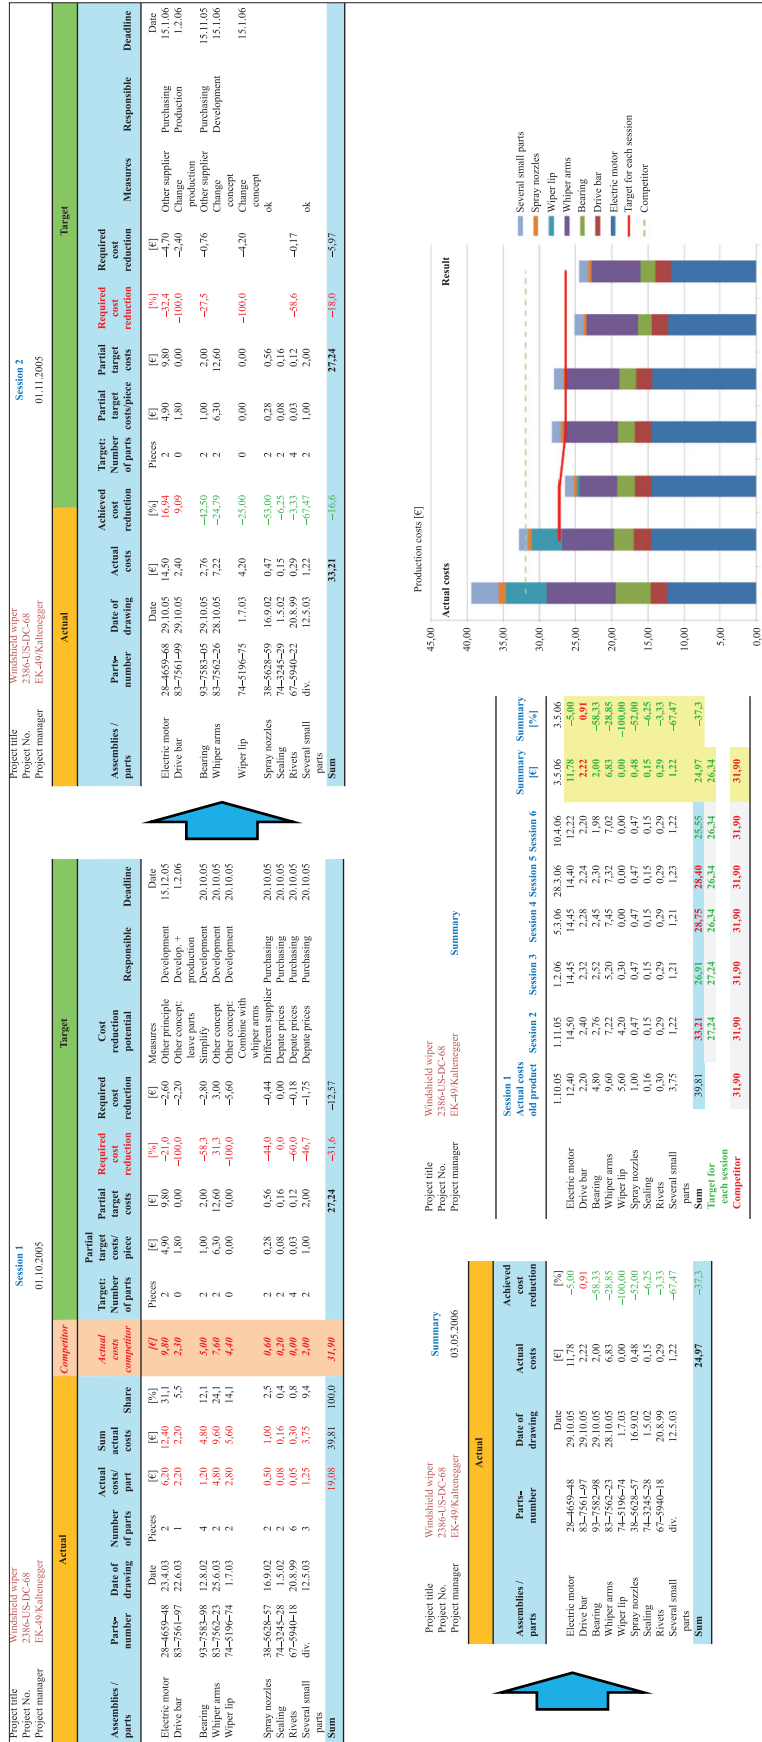 Project title Windshield wiper
Project No. 2386-US-DC-68 Session 1
Project manager EK-49/Kaltenegger 01.10.2005
Actual Competitor Target
Assemblies / parts Parts– number Date of drawing Number of parts Actual costs/ part Sum actual costs Share Actual costs competitor Target: Number of parts Partial target costs/ piece Partial target costs Required cost reduction Required cost reduction Cost reduction potential Responsible Deadline
Date Pieces [€] [€] [%] [€] Pieces [€] [€] [%] [€] Measures Date
Electric motor 28–4659–48 23.4.03 2 6,20 12,40 31,1 9,80 2 4,90 9,80 –21,0 –2,60 Other principle Development 15.12.05
Drive bar 83–7561–97 22.6.03 1 2,20 2,20 5,5 2,30 0 1,80 0,00 –100,0 –2,20 Other concept: leave parts Develop. + production 1.2.06
Bearing 93–7583–98 12.8.02 4 1,20 4,80 12,1 5,00 2 1,00 2,00 –58,3 –2,80 Simplify Development 20.10.05
Whiper arms 83–7562–23 25.6.03 2 4,80 9,60 24,1 7,60 2 6,30 12,60 31,3 3,00 Other concept Development 20.10.05
Wiper lip 74–5196–74 1.7.03 2 2,80 5,60 14,1 4,40 0 0,00 0,00 –100,0 –5,60 Other concept: Combine with whiper arms Development 20.10.05
Spray nozzles 38–5628–57 16.9.02 2 0,50 1,00 2,5 0,60 2 0,28 0,56 –44,0 –0,44 Different supplier Purchasing 20.10.05
Sealing 74–3245–28 1.5.02 2 0,08 0,16 0,4 0,20 2 0,08 0,16 0,0 0,00 Depate prices Purchasing 20.10.05
Rivets 67–5940–18 20.8.99 6 0,05 0,30 0,8 0,00 4 0,03 0,12 –60,0 –0,18 Depate prices Purchasing 20.10.05
Several small parts div. 12.5.03 3 1,25 3,75 9,4 2,00 2 1,00 2,00 –46,7 –1,75 Depate prices Purchasing 20.10.05
Sum 19,08 39,81 100,0 31,90 27,24 –31,6 –12,57
Project title Windshield wiper
Project No. 2386-US-DC-68 Session 2
Project manager EK-49/Kaltenegger 01.11.2005
Actual Target
Assemblies / parts Parts– number Date of drawing Actual costs Achieved cost reduction Target: Number of parts Partial target costs/piece Partial target costs Required cost reduction Required cost reduction Measures Responsible Deadline
Date [€] [%] Pieces [€] [€] [%] [€] Date
Electric motor 28–4659–68 29.10.05 14,50 16,94 2 4,90 9,80 –32,4 –4,70 Other supplier Purchasing 15.1.06
Drive bar 83–7561–99 29.10.05 2,40 9,09 0 1,80 0,00 –100,0 –2,40 Change production Production 1.2.06
Bearing 93–7583–05 29.10.05 2,76 –42,50 2 1,00 2,00 –27,5 –0,76 Other supplier Purchasing 15.11.05
Whiper arms 83–7562–26 28.10.05 7,22 –24,79 2 6,30 12,60 Change concept Development 15.1.06
Wiper lip 74–5196–75 1.7.03 4,20 –25,00 0 0,00 0,00 –100,0 –4,20 Change concept 15.1.06
Spray nozzles 38–5628–59 16.9.02 0,47 –53,00 2 0,28 0,56 ok
Sealing 74–3245–29 1.5.02 0,15 –6,25 2 0,08 0,16
Rivets 67–5940–22 20.8.99 0,29 –3,33 4 0,03 0,12 –58,6 –0,17
Several small parts div. 12.5.03 1,22 –67,47 2 1,00 2,00 ok
Sum 33,21 –16,6 27,24 –18,0 –5,97
Project title Windshield wiper
Project No. 2386-US-DC-68 Summary
Project manager EK-49/Kaltenegger 03.05.2006
Actual
Assemblies / parts Parts– number Date of drawing Actual costs Achieved cost reduction
Date [€] [%]
Electric motor 28–4659–48 29.10.05 11,78 –5,00
Drive bar 83–7561–97 29.10.05 2,22 0,91
Bearing 93–7582–98 29.10.05 2,00 –58,33
Whiper arms 83–7562–23 28.10.05 6,83 –28,85
Wiper lip 74–5196–74 1.7.03 0,00 –100,00
Spray nozzles 38–5628–57 16.9.02 0,48 –52,00
Sealing 74–3245–28 1.5.02 0,15 –6,25
Rivets 67–5940–18 20.8.99 0,29 –3,33
Several small parts div. 12.5.03 1,22 –67,47
Sum 24,97 –37,3
Project title Windshield wiper
Project No. 2386-US-DC-68 Summary
Project manager EK-49/Kaltenegger
Session 1 Actual costs old product Session 2 Session 3 Session 4 Session 5 Session 6 Summary [€] Summary [%]
1.10.05 1.11.05 1.2.06 5.3.06 28.3.06 10.4.06 3.5.06 3.5.06
Electric motor 12,40 14,50 14,45 14,45 14,40 12,22 11,78 –5,00
Drive bar 2,20 2,40 2,32 2,28 2,24 2,20 2,22 0,91
Bearing 4,80 2,76 2,52 2,45 2,30 1,98 2,00 –58,33
Whiper arms 9,60 7,22 5,20 7,45 7,32 7,02 6,83 –28,85
Wiper lip 5,60 4,20 0,30 0,00 0,00 0,00 0,00 –100,00
Spray nozzles 1,00 0,47 0,47 0,47 0,47 0,47 0,48 –52,00
Sealing 0,16 0,15 0,15 0,15 0,15 0,15 0,15 –6,25
Rivets 0,30 0,29 0,29 0,29 0,29 0,29 0,29 –3,33
Several small parts 3,75 1,22 1,21 1,21 1,23 1,22 1,22 –67,47
Sum 39,81 33,21 26,91 28,75 28,40 25,55 24,97 –37,3
Target for each session 27,24 27,24 26,34 26,34 26,34 26,34
Competitor 31,90 31,90 31,90 31,90 31,90 31,90 31,90
Production costs [€]
Actual costs Result
45,00
40,00
35,00
30,00
25,00
20,00
15,00
10,00
5,00
0,00
Several small parts
Spray nozzles
Wiper lip
Whiper arms
Bearing
Drive bar
Electric motor
Target for each session
Competitor